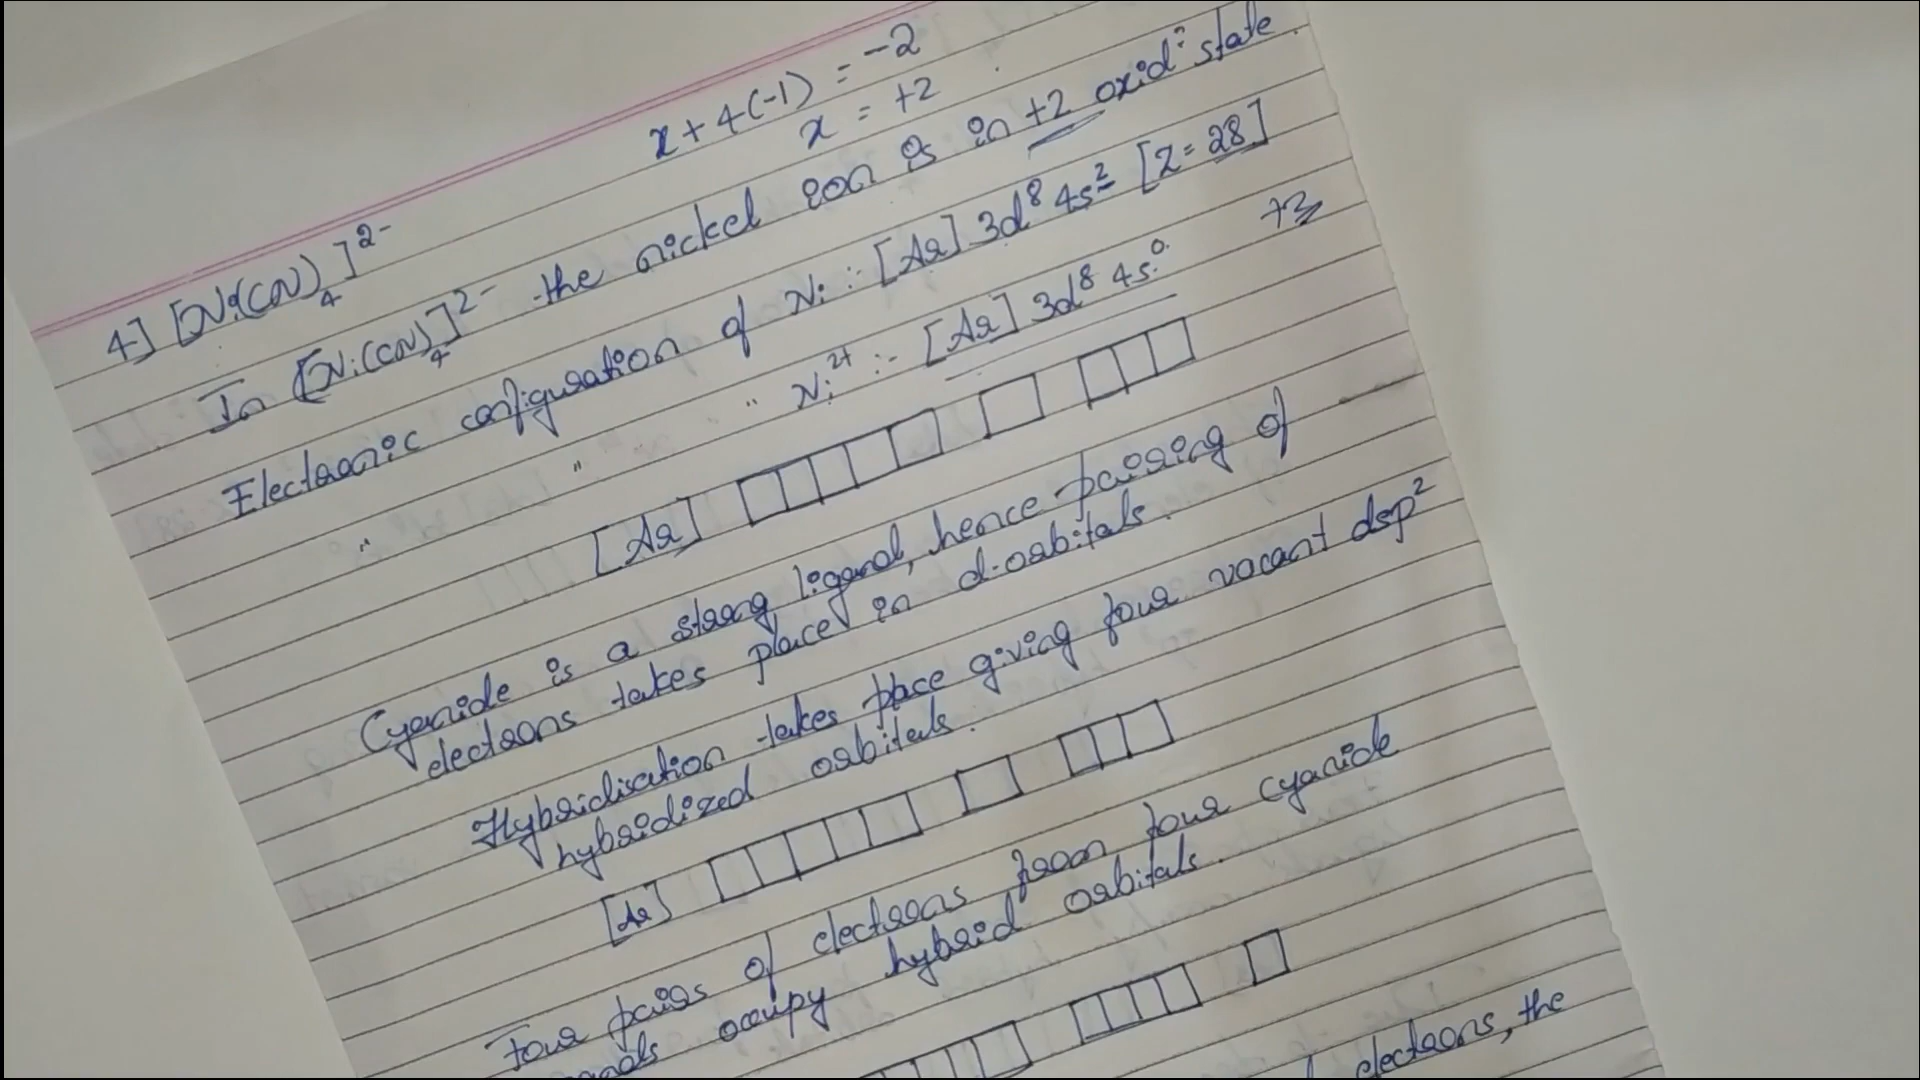 x + 4(-1) = -2
x = +2
4] [Ni(CN)₄]²⁻
In [Ni(CN)₄]²⁻ the nickel ion is in +2 oxidⁿ state.
Electronic configuration of Ni :- [Ar] 3d⁸ 4s² [Z = 28]
" " " Ni²⁺ :- [Ar] 3d⁸ 4s⁰
[Ar]
Cyanide is a strong ligand, hence pairing of
electrons takes place in d-orbitals.
Hybridisation takes place giving four vacant dsp²
hybridized orbitals.
[Ar]
Four pairs of electrons from four cyanide
occupy hybrid orbitals.
electrons, the